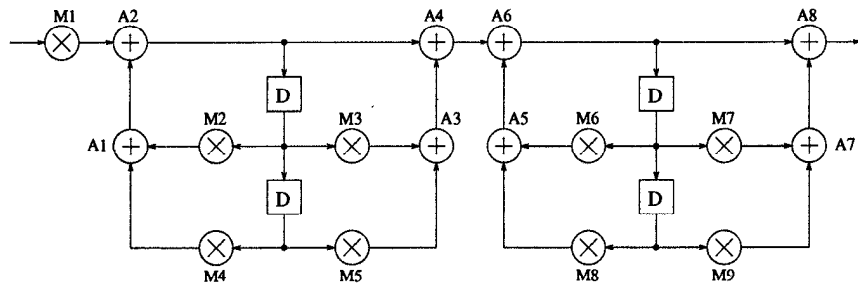 M1 A2 A4 A6 A8
D D
M2 M3 A3 A5 M6 M7
A1 A7
D D
M4 M5 M8 M9